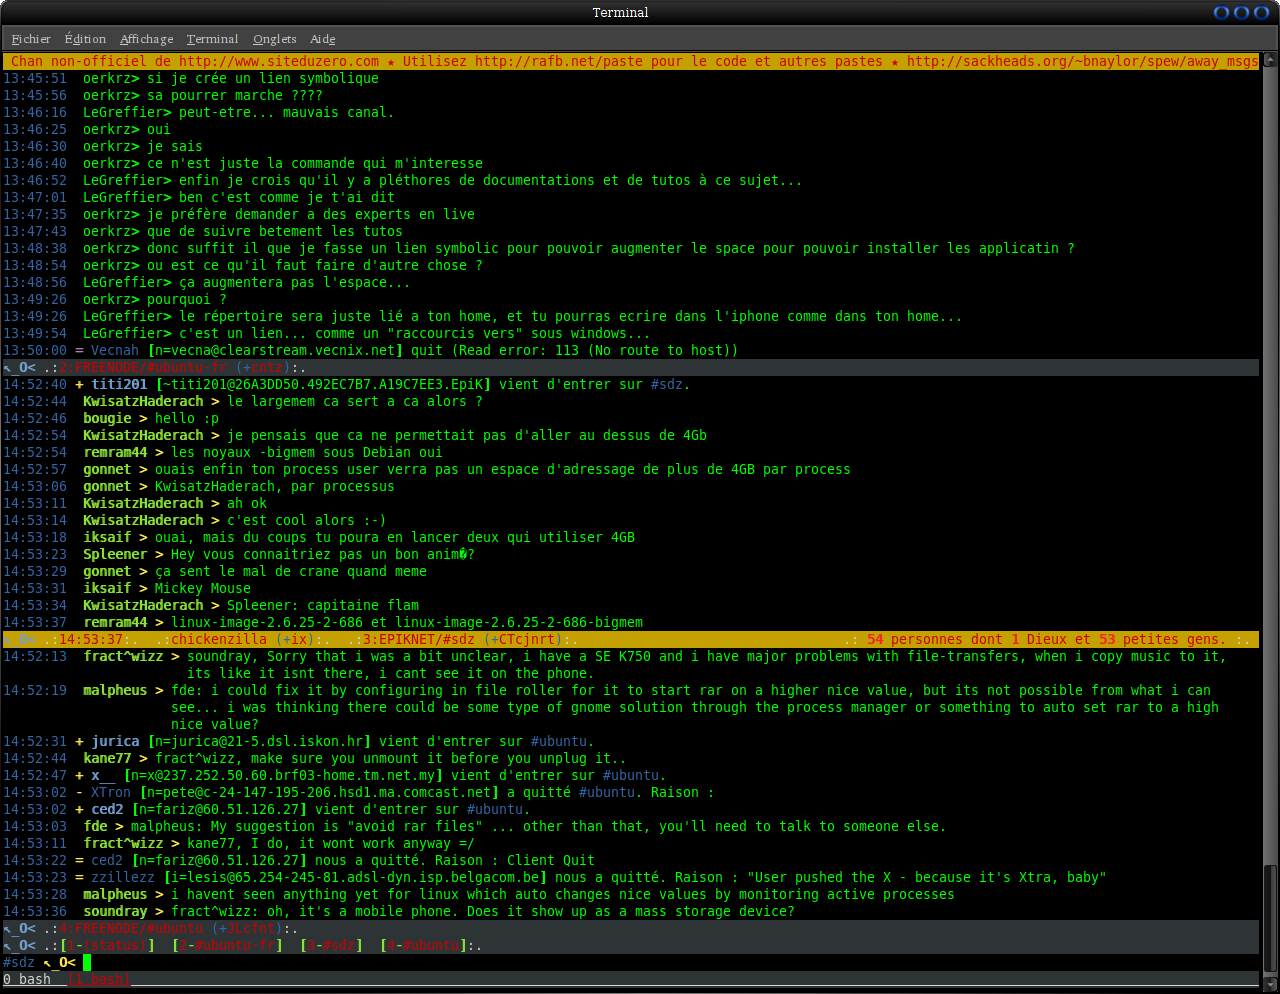 Terminal
Fichier Édition Affichage Terminal Onglets Aide
Chan non-officiel de http://www.siteduzero.com ★ Utilisez http://rafb.net/paste pour le code et autres pastes ★ http://sackheads.org/~bnaylor/spew/away_msgs
13:45:51  oerkrz> si je crée un lien symbolique
13:45:56  oerkrz> sa pourrer marche ????
13:46:16  LeGreffier> peut-etre... mauvais canal.
13:46:25  oerkrz> oui
13:46:30  oerkrz> je sais
13:46:40  oerkrz> ce n'est juste la commande qui m'interesse
13:46:52  LeGreffier> enfin je crois qu'il y a pléthores de documentations et de tutos à ce sujet...
13:47:01  LeGreffier> ben c'est comme je t'ai dit
13:47:35  oerkrz> je préfère demander a des experts en live
13:47:43  oerkrz> que de suivre betement les tutos
13:48:38  oerkrz> donc suffit il que je fasse un lien symbolic pour pouvoir augmenter le space pour pouvoir installer les applicatin ?
13:48:54  oerkrz> ou est ce qu'il faut faire d'autre chose ?
13:48:56  LeGreffier> ça augmentera pas l'espace...
13:49:26  oerkrz> pourquoi ?
13:49:26  LeGreffier> le répertoire sera juste lié a ton home, et tu pourras ecrire dans l'iphone comme dans ton home...
13:49:54  LeGreffier> c'est un lien... comme un "raccourcis vers" sous windows...
13:50:00 = Vecnah [n=vecna@clearstream.vecnix.net] quit (Read error: 113 (No route to host))
↖_O< .:2:FREENODE/#ubuntu-fr (+cntz):.
14:52:40 + titi201 [~titi201@26A3DD50.492EC7B7.A19C7EE3.EpiK] vient d'entrer sur #sdz.
14:52:44  KwisatzHaderach > le largemem ca sert a ca alors ?
14:52:46  bougie > hello :p
14:52:54  KwisatzHaderach > je pensais que ca ne permettait pas d'aller au dessus de 4Gb
14:52:54  remram44 > les noyaux -bigmem sous Debian oui
14:52:57  gonnet > ouais enfin ton process user verra pas un espace d'adressage de plus de 4GB par process
14:53:06  gonnet > KwisatzHaderach, par processus
14:53:11  KwisatzHaderach > ah ok
14:53:14  KwisatzHaderach > c'est cool alors :-)
14:53:18  iksaif > ouai, mais du coups tu poura en lancer deux qui utiliser 4GB
14:53:23  Spleener > Hey vous connaitriez pas un bon anim�?
14:53:29  gonnet > ça sent le mal de crane quand meme
14:53:31  iksaif > Mickey Mouse
14:53:34  KwisatzHaderach > Spleener: capitaine flam
14:53:37  remram44 > linux-image-2.6.25-2-686 et linux-image-2.6.25-2-686-bigmem
↖_O< .:14:53:37:.  .:chickenzilla (+ix):.  .:3:EPIKNET/#sdz (+CTcjnrt):. .: 54 personnes dont 1 Dieux et 53 petites gens. :.
14:52:13  fract^wizz > soundray, Sorry that i was a bit unclear, i have a SE K750 and i have major problems with file-transfers, when i copy music to it,
its like it isnt there, i cant see it on the phone.
14:52:19  malpheus > fde: i could fix it by configuring in file roller for it to start rar on a higher nice value, but its not possible from what i can
see... i was thinking there could be some type of gnome solution through the process manager or something to auto set rar to a high
nice value?
14:52:31 + jurica [n=jurica@21-5.dsl.iskon.hr] vient d'entrer sur #ubuntu.
14:52:44  kane77 > fract^wizz, make sure you unmount it before you unplug it..
14:52:47 + x__ [n=x@237.252.50.60.brf03-home.tm.net.my] vient d'entrer sur #ubuntu.
14:53:02 - XTron [n=pete@c-24-147-195-206.hsd1.ma.comcast.net] a quitté #ubuntu. Raison :
14:53:02 + ced2 [n=fariz@60.51.126.27] vient d'entrer sur #ubuntu.
14:53:03  fde > malpheus: My suggestion is "avoid rar files" ... other than that, you'll need to talk to someone else.
14:53:11  fract^wizz > kane77, I do, it wont work anyway =/
14:53:22 = ced2 [n=fariz@60.51.126.27] nous a quitté. Raison : Client Quit
14:53:23 = zzillezz [i=lesis@65.254-245-81.adsl-dyn.isp.belgacom.be] nous a quitté. Raison : "User pushed the X - because it's Xtra, baby"
14:53:28  malpheus > i havent seen anything yet for linux which auto changes nice values by monitoring active processes
14:53:36  soundray > fract^wizz: oh, it's a mobile phone. Does it show up as a mass storage device?
↖_O< .:4:FREENODE/#ubuntu (+JLcfnt):.
↖_O< .:[1-(status)]  [2-#ubuntu-fr]  [3-#sdz]  [4-#ubuntu]:.
#sdz ↖_O<
0 bash  [1 bash]